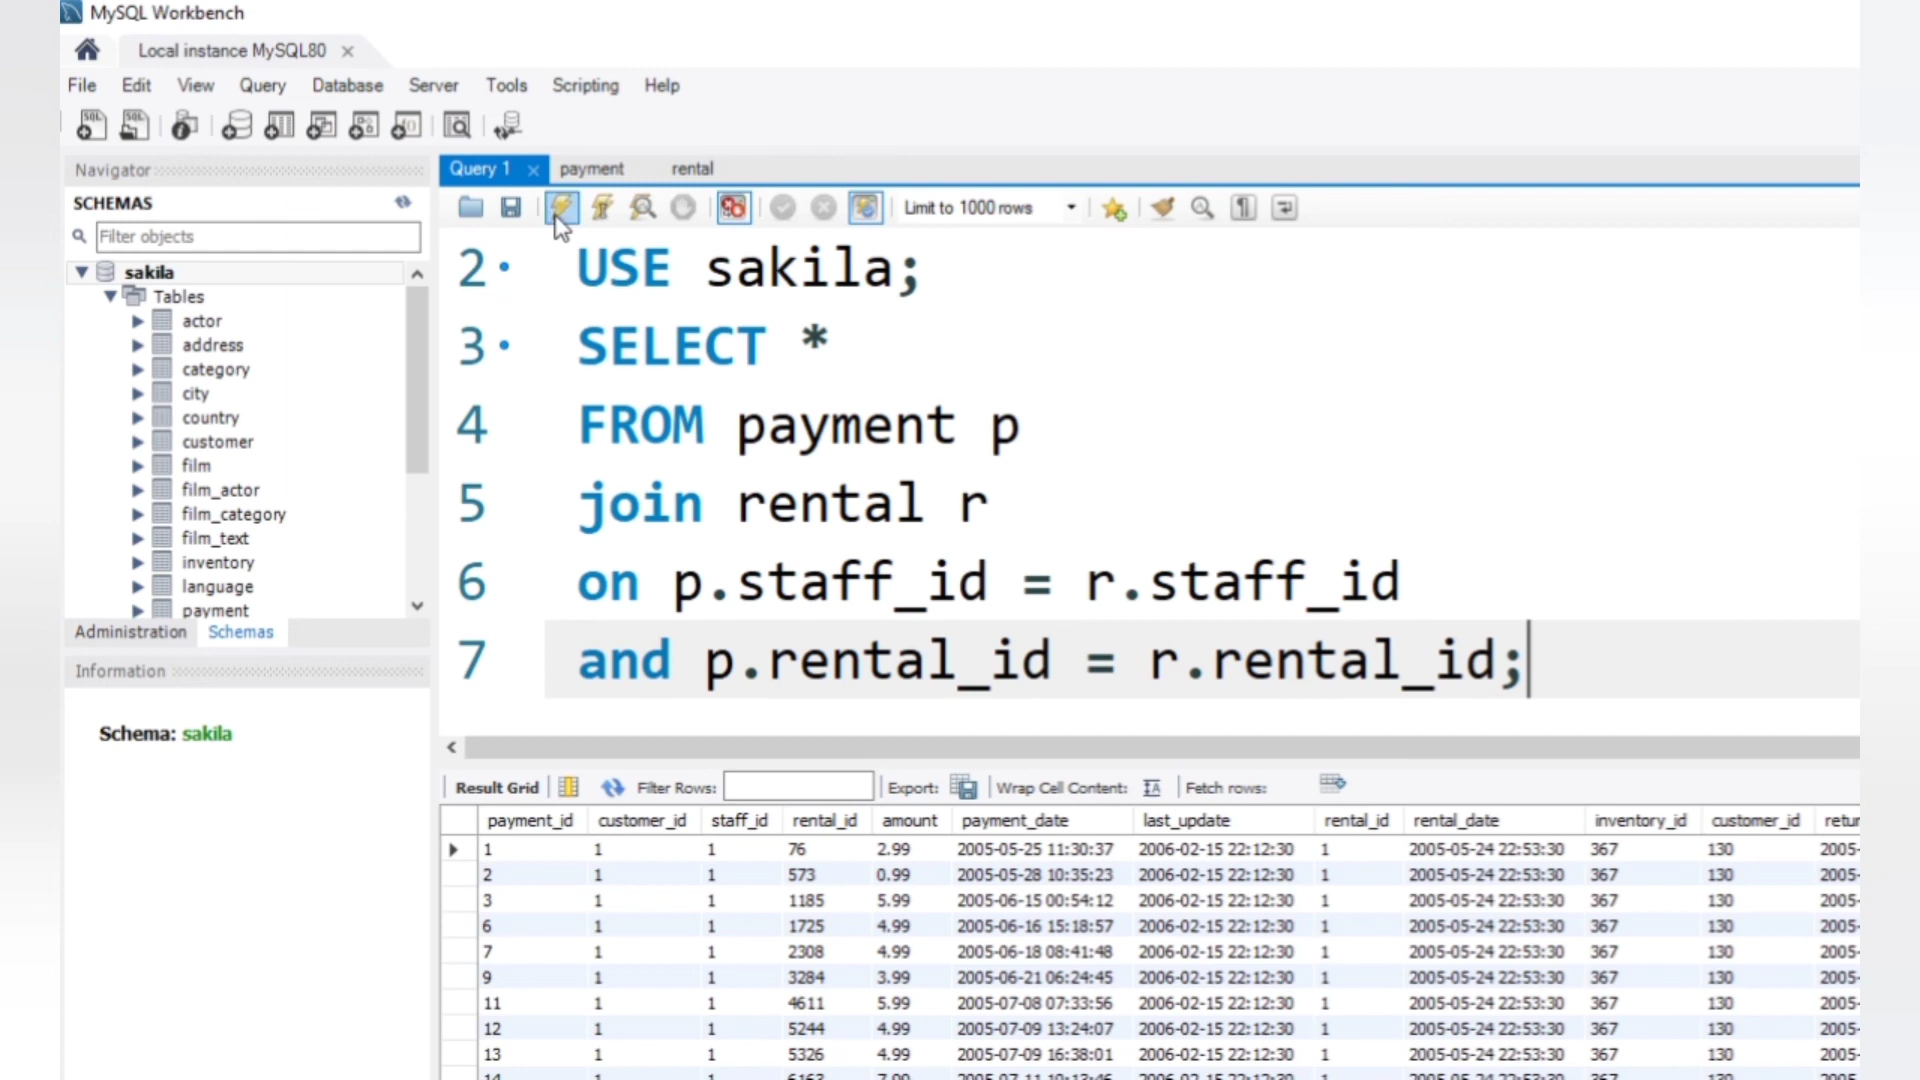 MySQL Workbench
Local instance MySQL80
File Edit View Query Database Server Tools Scripting Help
Navigator
SCHEMAS
Filter objects
sakila
Tables
actor
address
category
city
country
customer
film
film_actor
film_category
film_text
inventory
language
payment
Administration Schemas
Information
Schema: sakila
Query 1 payment rental
Limit to 1000 rows
2 USE sakila;
3 SELECT *
4 FROM payment p
5 join rental r
6 on p.staff_id = r.staff_id
7 and p.rental_id = r.rental_id;
Result Grid Filter Rows: Export: Wrap Cell Content: Fetch rows:
payment_id customer_id staff_id rental_id amount payment_date last_update rental_id rental_date inventory_id customer_id retur
1 1 1 76 2.99 2005-05-25 11:30:37 2006-02-15 22:12:30 1 2005-05-24 22:53:30 367 130 2005-
2 1 1 573 0.99 2005-05-28 10:35:23 2006-02-15 22:12:30 1 2005-05-24 22:53:30 367 130 2005-
3 1 1 1185 5.99 2005-06-15 00:54:12 2006-02-15 22:12:30 1 2005-05-24 22:53:30 367 130 2005-
6 1 1 1725 4.99 2005-06-16 15:18:57 2006-02-15 22:12:30 1 2005-05-24 22:53:30 367 130 2005-
7 1 1 2308 4.99 2005-06-18 08:41:48 2006-02-15 22:12:30 1 2005-05-24 22:53:30 367 130 2005-
9 1 1 3284 3.99 2005-06-21 06:24:45 2006-02-15 22:12:30 1 2005-05-24 22:53:30 367 130 2005-
11 1 1 4611 5.99 2005-07-08 07:33:56 2006-02-15 22:12:30 1 2005-05-24 22:53:30 367 130 2005-
12 1 1 5244 4.99 2005-07-09 13:24:07 2006-02-15 22:12:30 1 2005-05-24 22:53:30 367 130 2005-
13 1 1 5326 4.99 2005-07-09 16:38:01 2006-02-15 22:12:30 1 2005-05-24 22:53:30 367 130 2005-